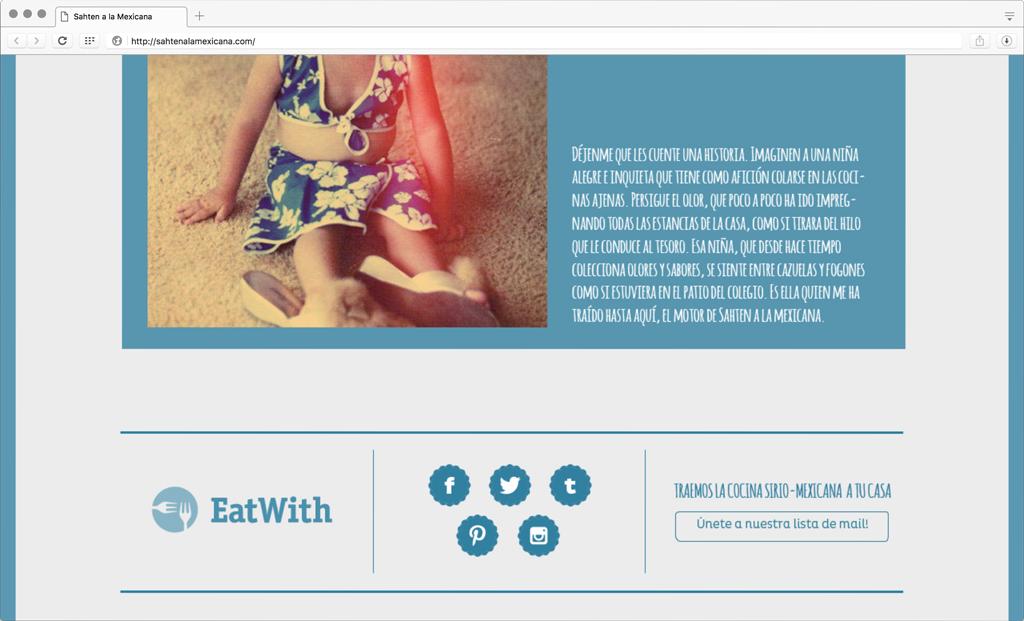 Sahten a la Mexicana
http://sahtenalamexicana.com/
Déjenme que les cuente una historia. Imaginen a una niña
alegre e inquieta que tiene como afición colarse en las coci-
nas ajenas. Persigue el olor, que poco a poco ha ido impreg-
nando todas las estancias de la casa, como si tirara del hilo
que le conduce al tesoro. Esa niña, que desde hace tiempo
colecciona olores y sabores, se siente entre cazuelas y fogones
como si estuviera en el patio del colegio. Es ella quien me ha
traído hasta aquí, el motor de Sahten a la mexicana.
EatWith
TRAEMOS LA COCINA SIRIO-MEXICANA A TU CASA
Únete a nuestra lista de mail!